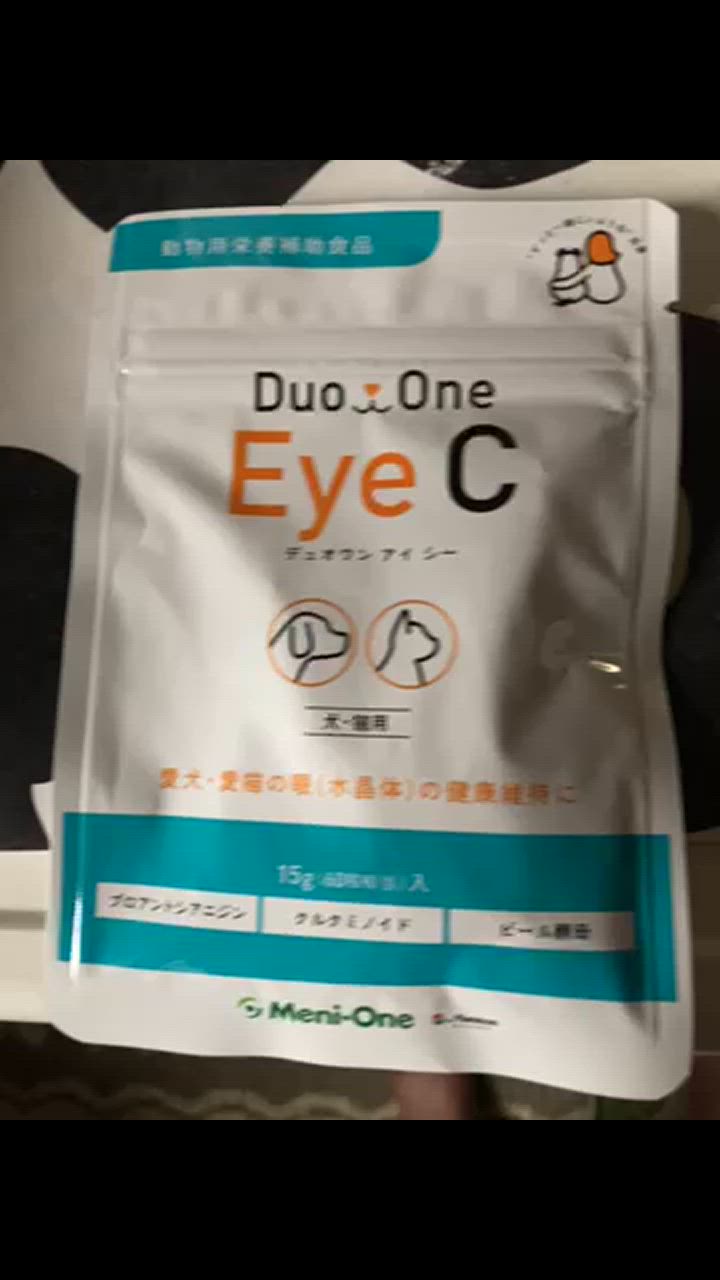 動物用栄養補助食品
Duo One
Eye C
デュオワン アイ シー
犬・猫用
愛犬・愛猫の眼(水晶体)の健康維持に
15g 入
プロアントシアニジン
クルクミノイド
ビール酵母
Meni-One